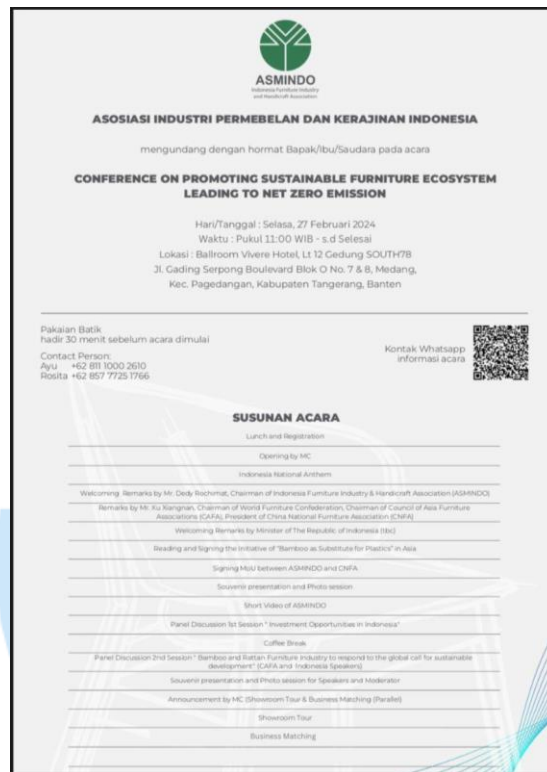 ASMINDO
Indonesia Furniture Industry
and Handicraft Association
ASOSIASI INDUSTRI PERMEBELAN DAN KERAJINAN INDONESIA
mengundang dengan hormat Bapak/Ibu/Saudara pada acara
CONFERENCE ON PROMOTING SUSTAINABLE FURNITURE ECOSYSTEM
LEADING TO NET ZERO EMISSION
Hari/Tanggal : Selasa, 27 Februari 2024
Waktu : Pukul 11:00 WIB - s.d Selesai
Lokasi : Ballroom Vivere Hotel, Lt 12 Gedung SOUTH78
Jl. Gading Serpong Boulevard Blok O No. 7 & 8, Medang,
Kec. Pagedangan, Kabupaten Tangerang, Banten
Pakaian Batik
hadir 30 menit sebelum acara dimulai
Contact Person:
Ayu +62 811 1000 2610
Rosita +62 857 7725 1766
Kontak Whatsapp
informasi acara
SUSUNAN ACARA
Lunch and Registration
Opening by MC
Indonesia National Anthem
Welcoming Remarks by Mr. Dedy Rochimat, Chairman of Indonesia Furniture Industry & Handicraft Association (ASMINDO)
Remarks by Mr. Xu Xiangnan, Chairman of World Furniture Confederation, Chairman of Council of Asia Furniture
Associations (CAFA), President of China National Furniture Association (CNFA)
Welcoming Remarks by Minister of The Republic of Indonesia (tbc)
Reading and Signing the Initiative of "Bamboo as Substitute for Plastics" in Asia
Signing MoU between ASMINDO and CNFA
Souvenir presentation and Photo session
Short Video of ASMINDO
Panel Discussion 1st Session " Investment Opportunities in Indonesia"
Coffee Break
Panel Discussion 2nd Session " Bamboo and Rattan Furniture Industry to respond to the global call for sustainable
development" (CAFA and Indonesia Speakers)
Souvenir presentation and Photo session for Speakers and Moderator
Announcement by MC (Showroom Tour & Business Matching (Parallel)
Showroom Tour
Business Matching